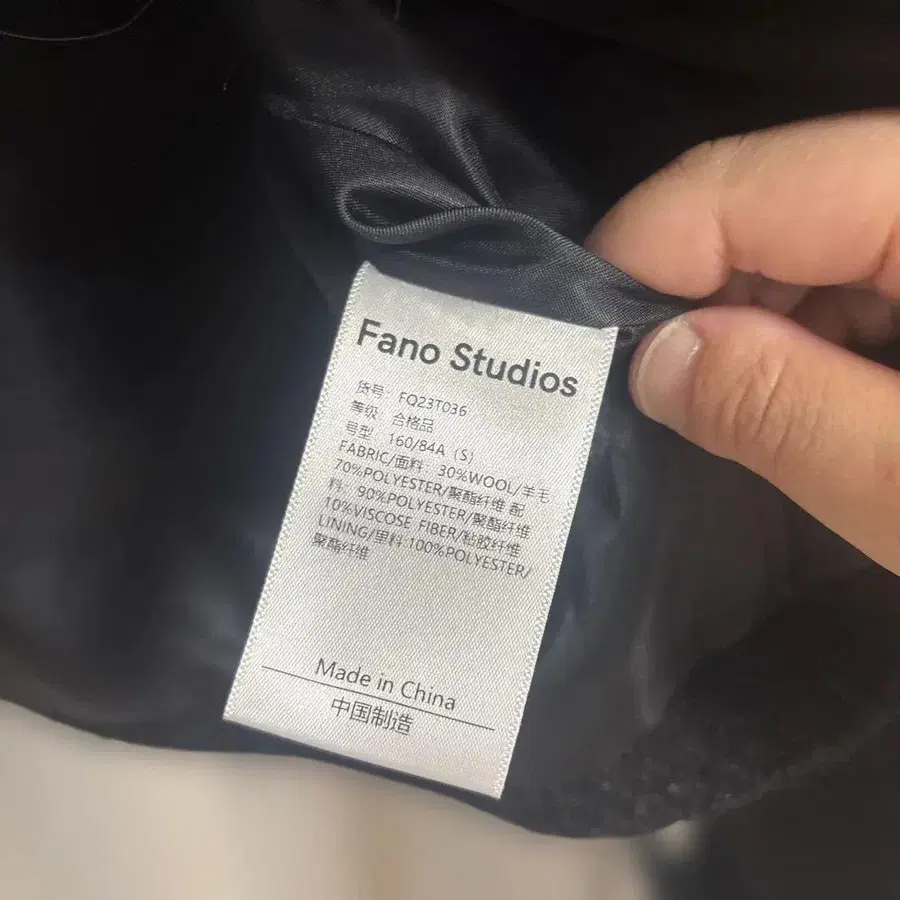 Fano Studios
货号 FQ23T036
等级 合格品
号型 160/84A (S)
FABRIC/面料 30%WOOL/羊毛
70%POLYESTER/聚酯纤维 配
料: 90%POLYESTER/聚酯纤维
10%VISCOSE FIBER/粘胶纤维
LINING/里料 100%POLYESTER/
聚酯纤维
Made in China
中国制造